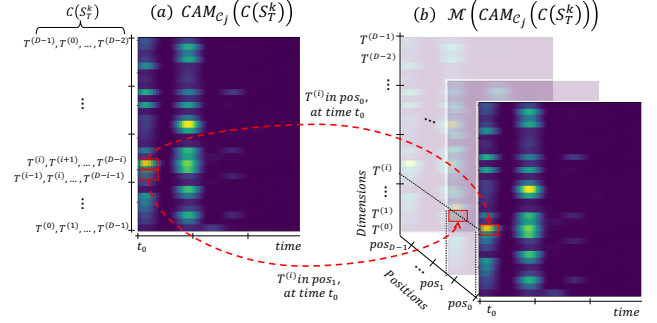 C(S_T^k)
(a) CAM_{C_j}(C(S_T^k))
T^{(D-1)}, T^{(0)}, ..., T^{(D-2)}
⋮
T^{(i)}, T^{(i+1)}, ..., T^{(D-i)}
T^{(i-1)}, T^{(i)}, ..., T^{(D-i-1)}
⋮
T^{(0)}, T^{(1)}, ..., T^{(D-1)}
t_0
time
T^{(i)} in pos_0,
at time t_0
T^{(i)} in pos_1,
at time t_0
(b) M(CAM_{C_j}(C(S_T^k)))
T^{(D-1)}
T^{(D-2)}
⋮
...
T^{(i)}
⋮
T^{(1)}
T^{(0)}
Dimensions
pos_{D-1}
...
pos_1
pos_0
Positions
t_0
time